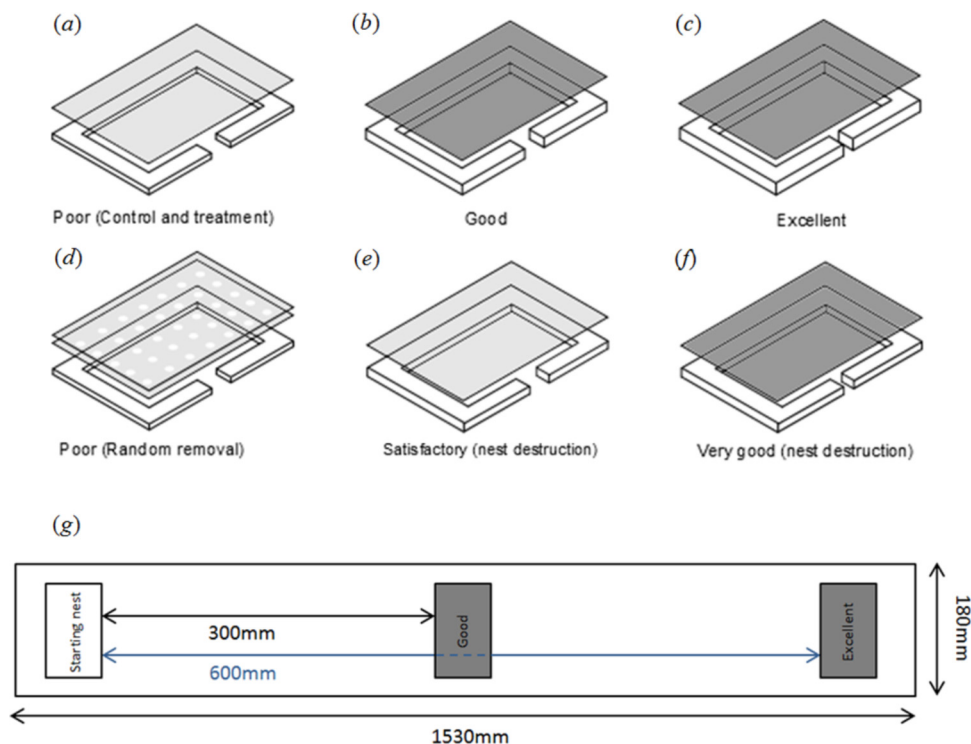 (a)
(b)
(c)
Poor (Control and treatment)
Good
Excellent
(d)
(e)
(f)
Poor (Random removal)
Satisfactory (nest destruction)
Very good (nest destruction)
(g)
Starting nest
300mm
600mm
Good
Excellent
180mm
1530mm